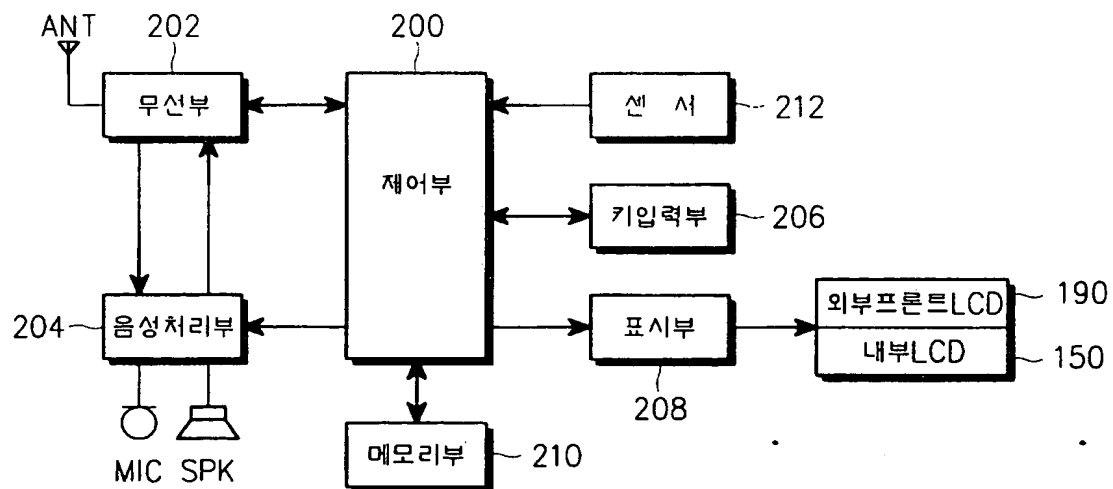 ANT
202
200
무선부
센 서
212
제어부
키입력부
206
204
음성처리부
표시부
208
외부프론트LCD
190
내부LCD
150
MIC
SPK
메모리부
210